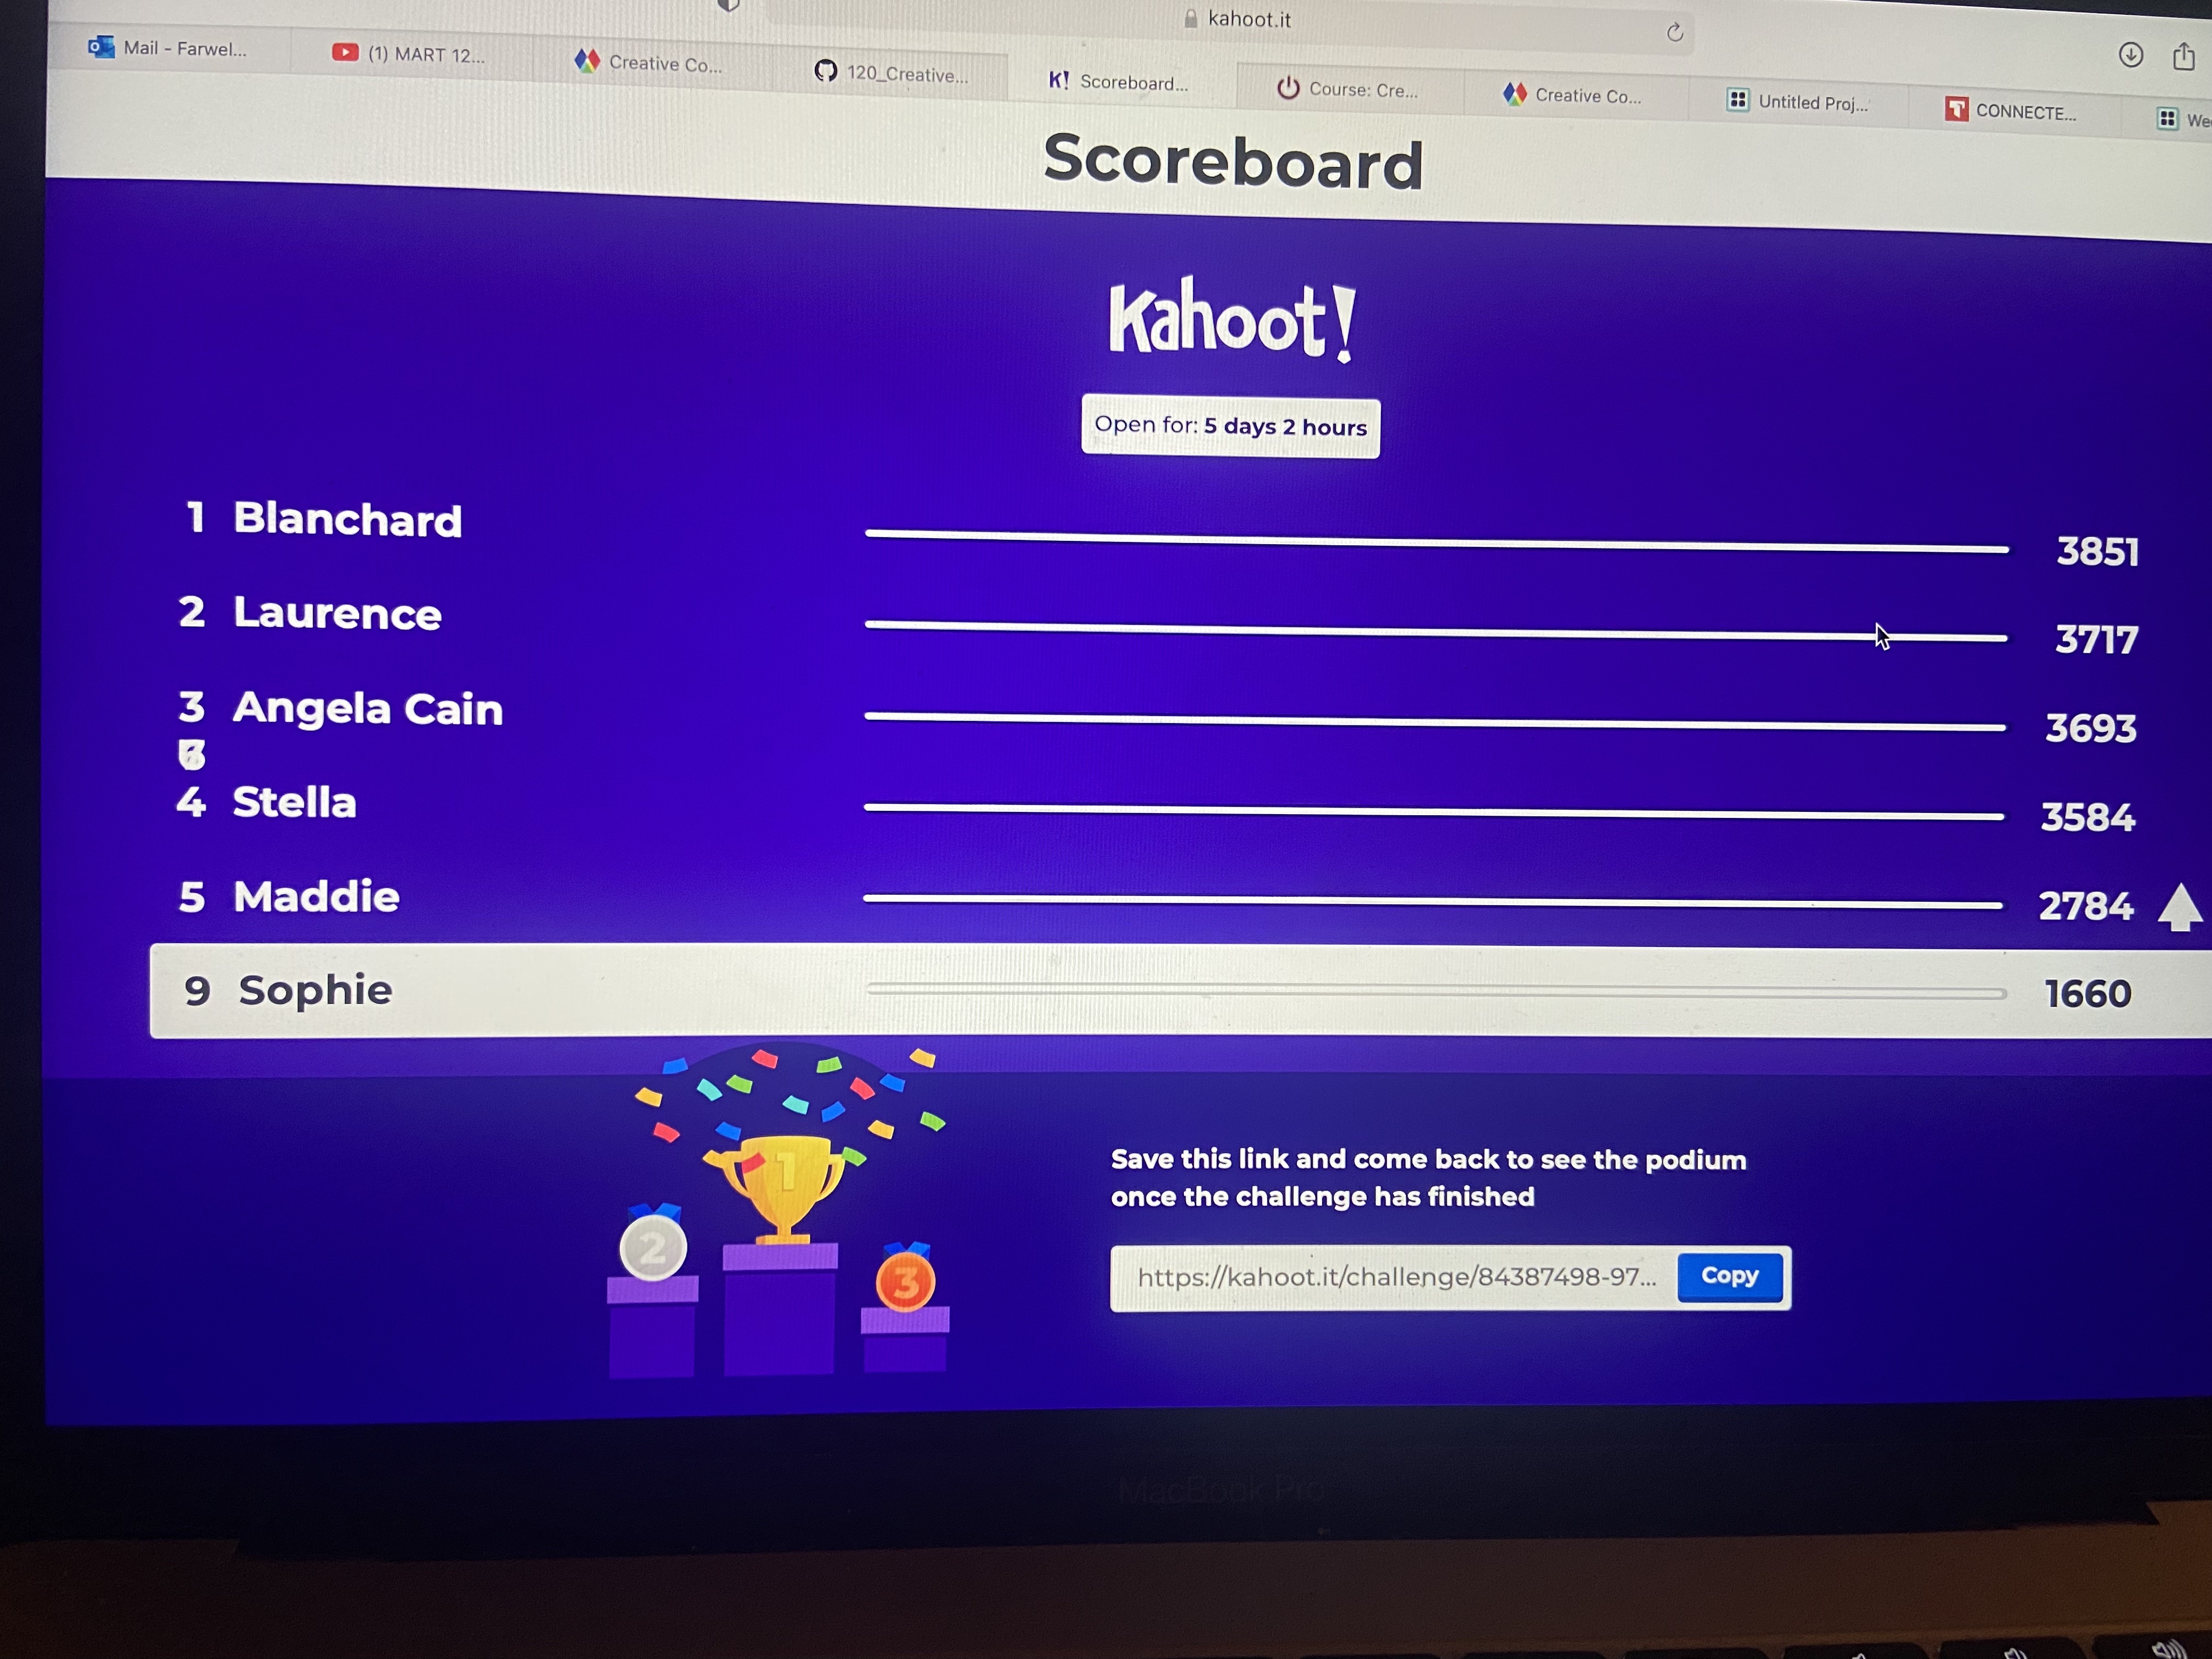 kahoot.it
Mail - Farwel...
(1) MART 12...
Creative Co...
120_Creative...
K! Scoreboard...
Course: Cre...
Creative Co...
Untitled Proj...
CONNECTE...
Scoreboard
Kahoot!
Open for: 5 days 2 hours
1 Blanchard 3851
2 Laurence 3717
3 Angela Cain 3693
4 Stella 3584
5 Maddie 2784
9 Sophie 1660
1
2
3
Save this link and come back to see the podium
once the challenge has finished
https://kahoot.it/challenge/84387498-97... Copy
MacBook Pro